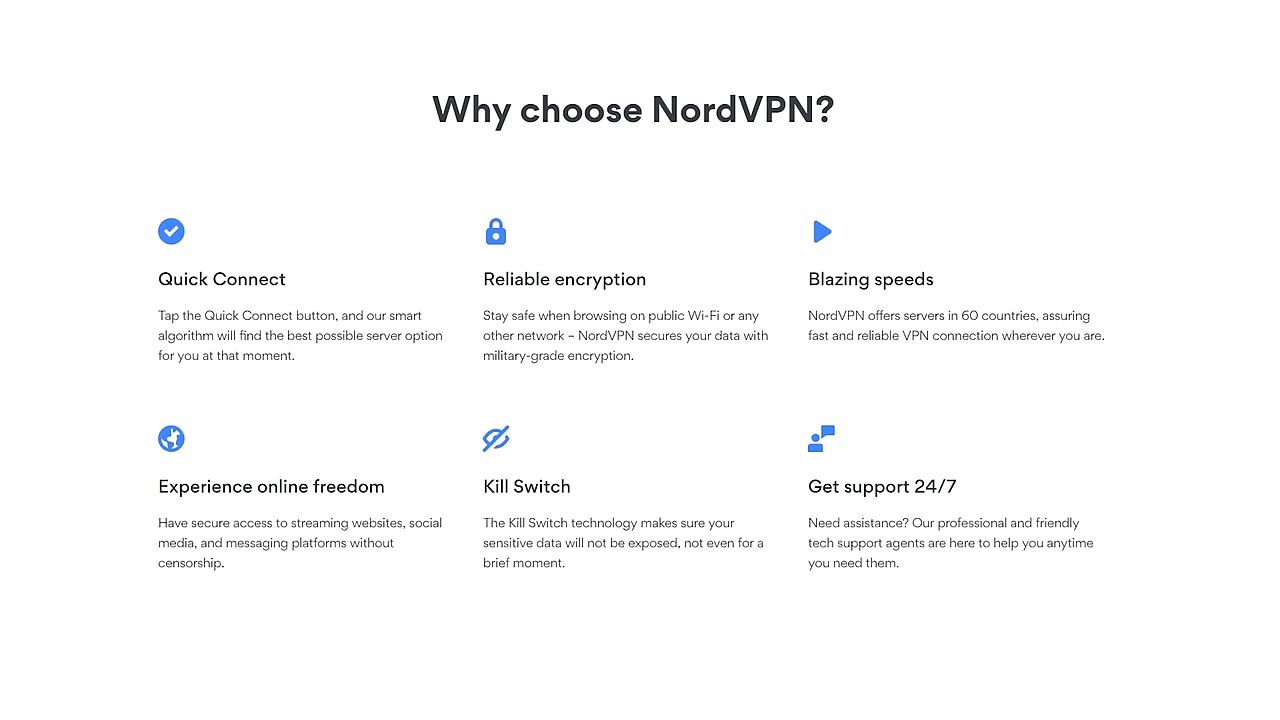 Why choose NordVPN?
Quick Connect
Tap the Quick Connect button, and our smart
algorithm will find the best possible server option
for you at that moment.
Reliable encryption
Stay safe when browsing on public Wi-Fi or any
other network – NordVPN secures your data with
military-grade encryption.
Blazing speeds
NordVPN offers servers in 60 countries, assuring
fast and reliable VPN connection wherever you are.
Experience online freedom
Have secure access to streaming websites, social
media, and messaging platforms without
censorship.
Kill Switch
The Kill Switch technology makes sure your
sensitive data will not be exposed, not even for a
brief moment.
Get support 24/7
Need assistance? Our professional and friendly
tech support agents are here to help you anytime
you need them.